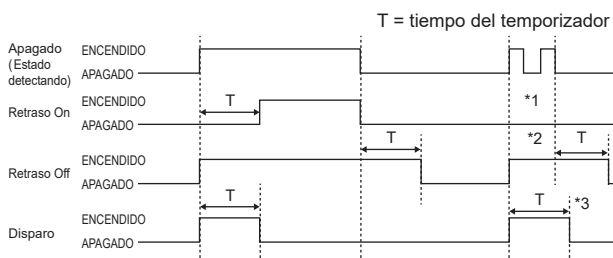 T = tiempo del temporizador
Apagado
(Estado
detectando)
ENCENDIDO
APAGADO
Retraso On
ENCENDIDO
APAGADO
T
*1
Retraso Off
ENCENDIDO
APAGADO
T
*2
T
Disparo
ENCENDIDO
APAGADO
T
T
*3